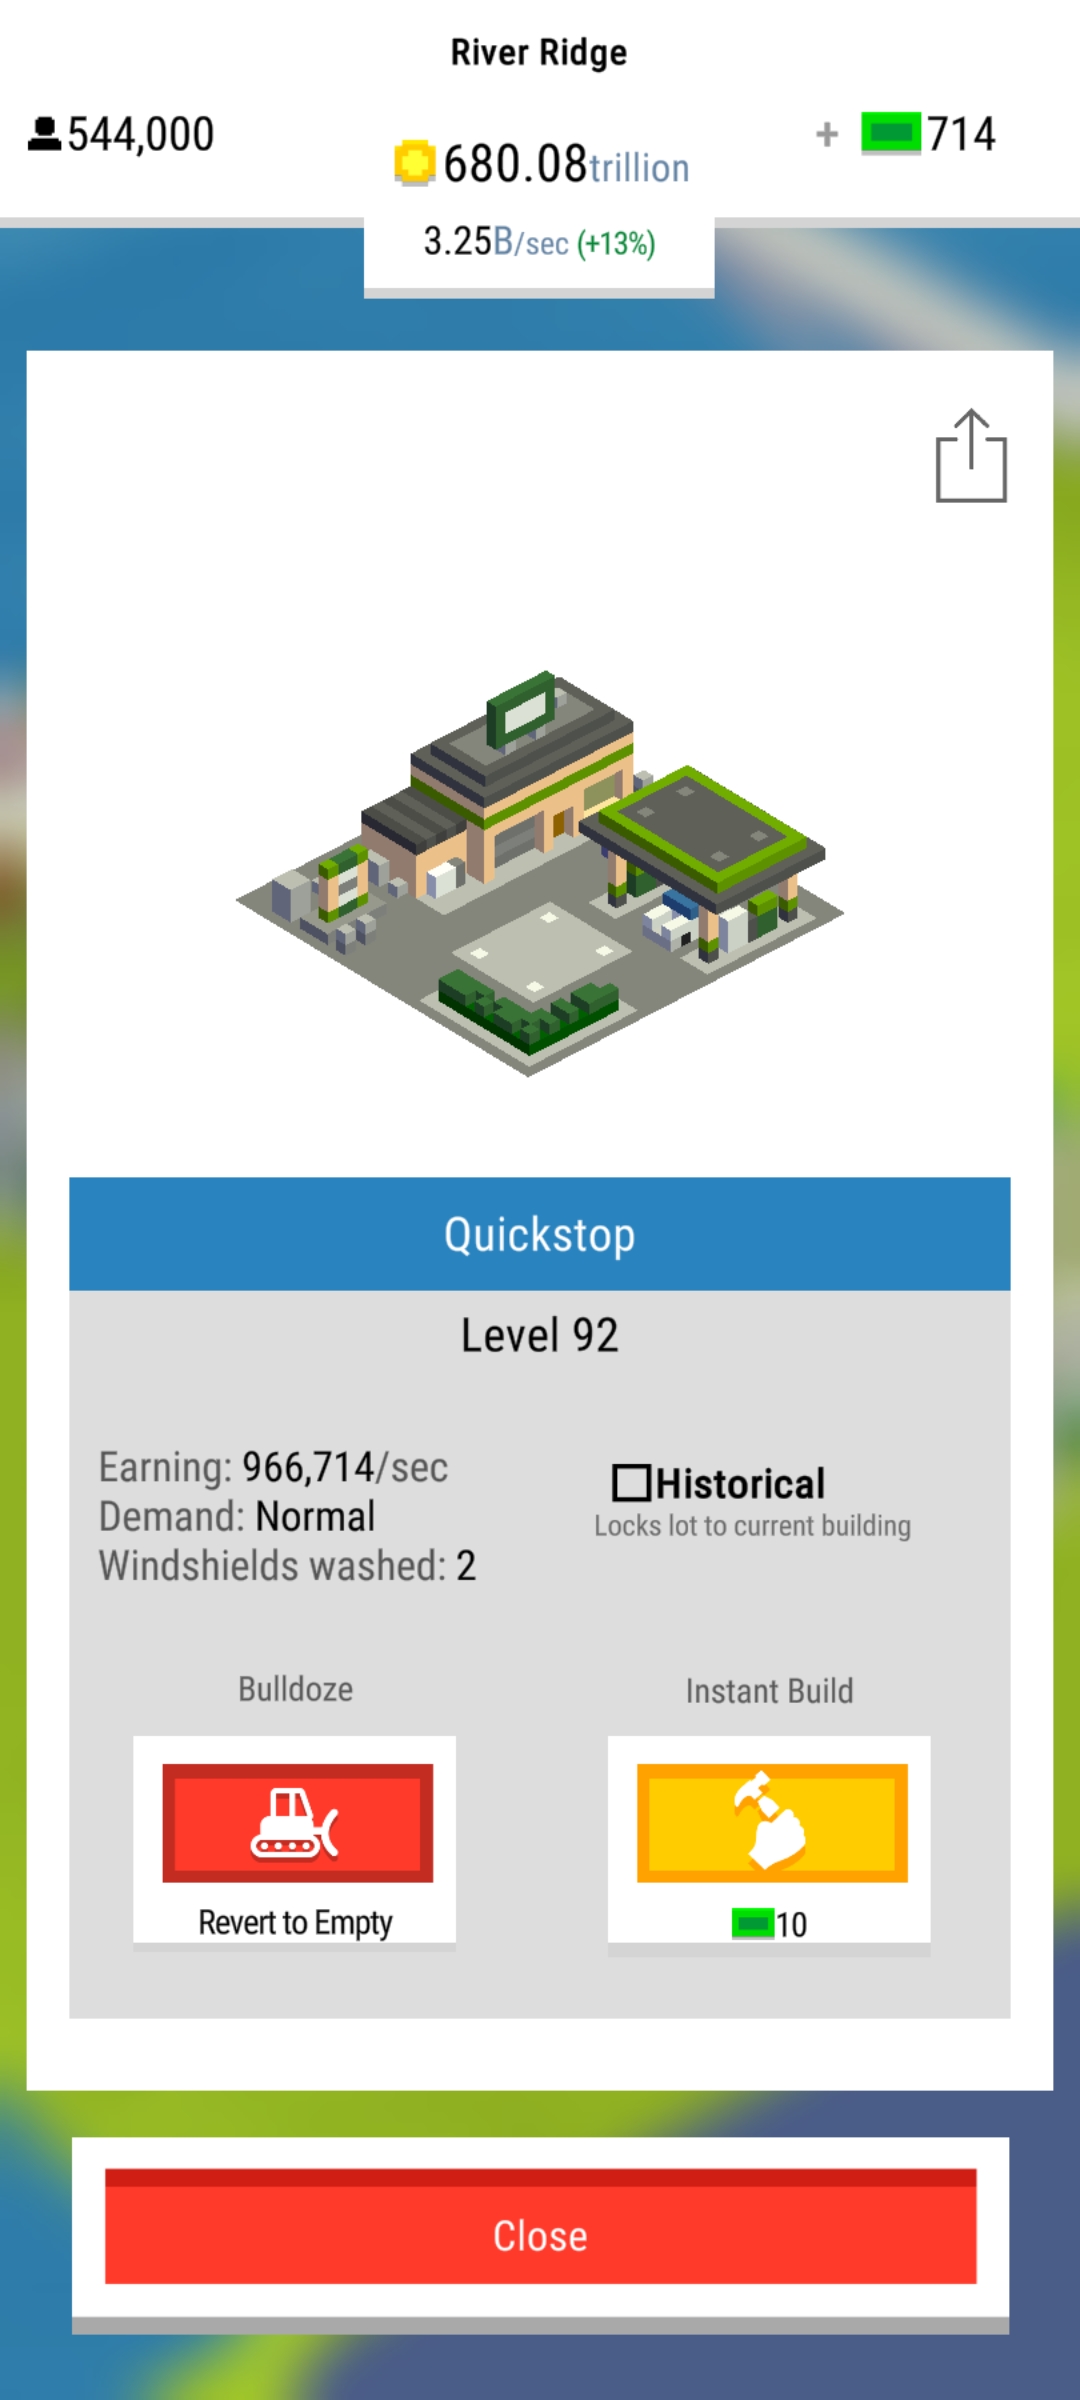 River Ridge
544,000
680.08trillion
+ 714
3.25B/sec (+13%)
Quickstop
Level 92
Earning: 966,714/sec
Demand: Normal
Windshields washed: 2
Historical
Locks lot to current building
Bulldoze
Instant Build
Revert to Empty
10
Close